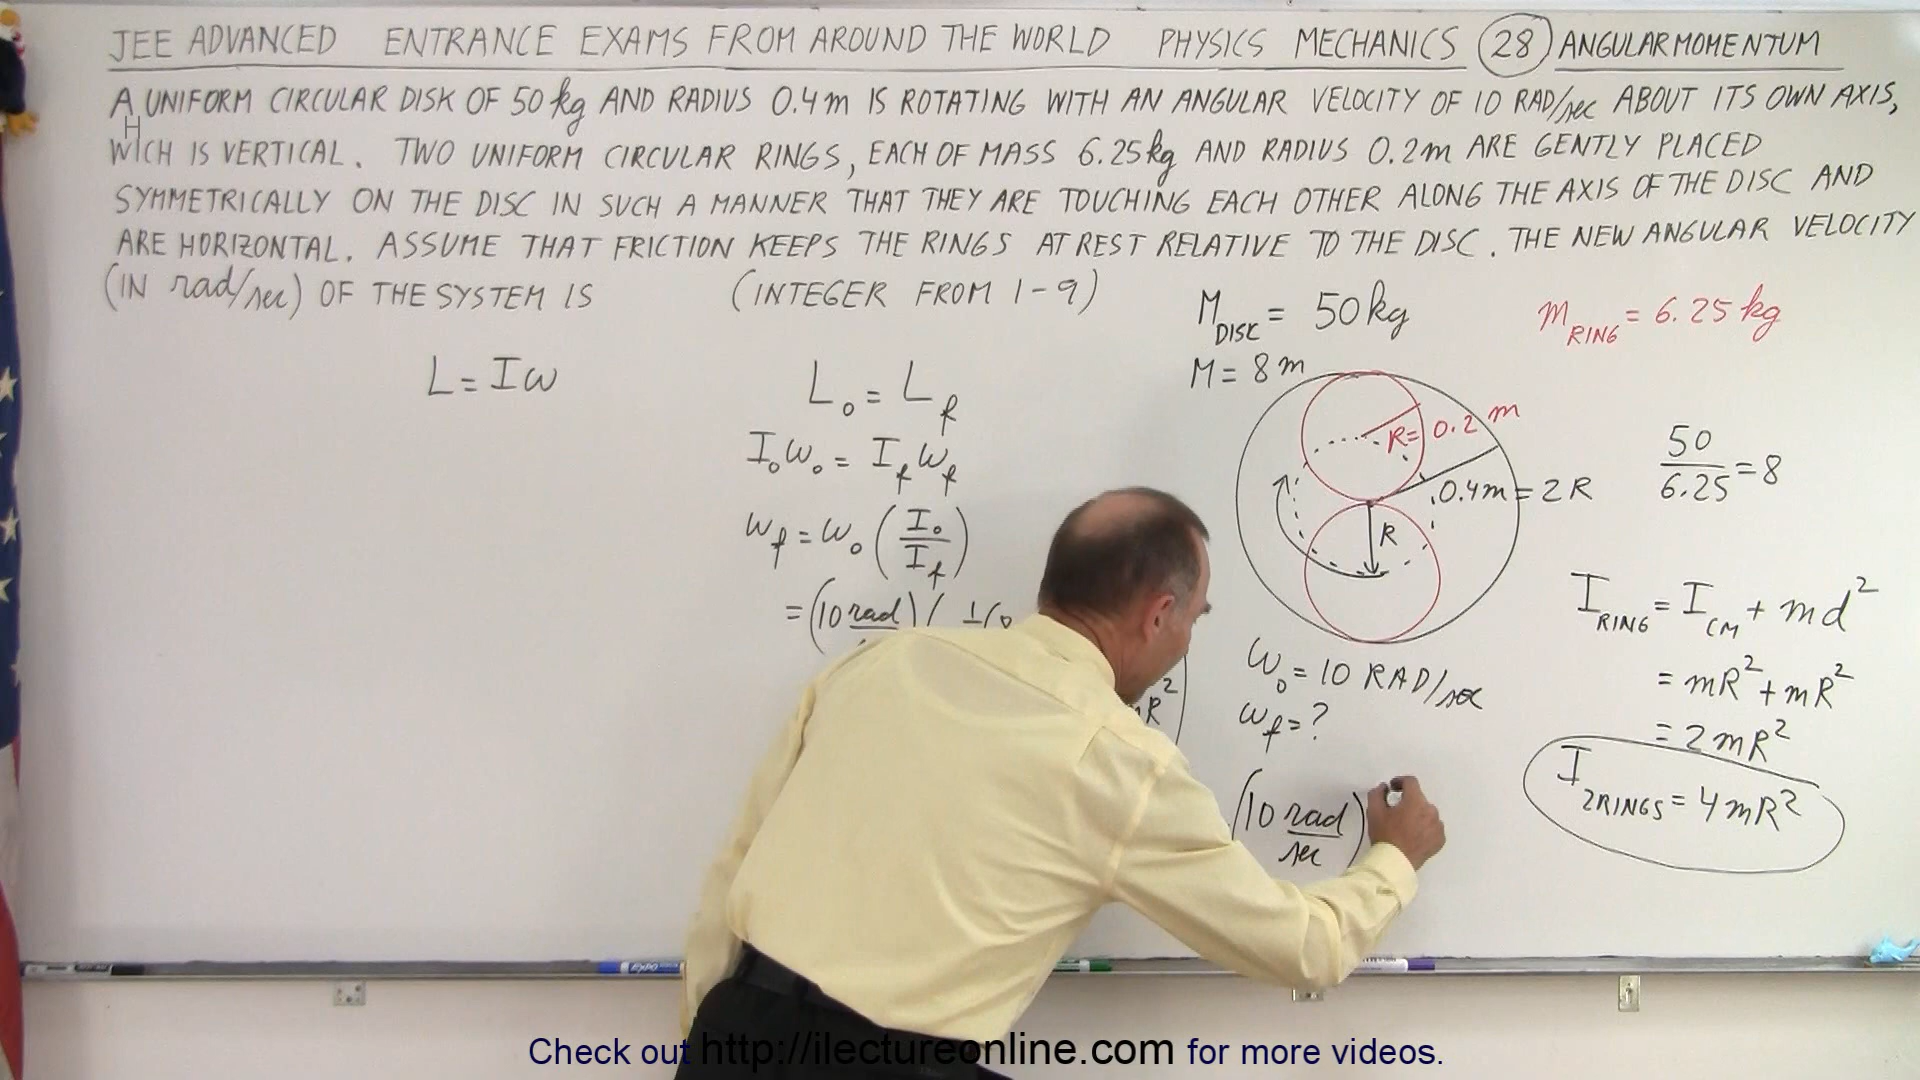 JEE ADVANCED ENTRANCE EXAMS FROM AROUND THE WORLD PHYSICS MECHANICS 28 ANGULAR MOMENTUM
A UNIFORM CIRCULAR DISK OF 50 kg AND RADIUS 0.4 m IS ROTATING WITH AN ANGULAR VELOCITY OF 10 RAD/sec ABOUT ITS OWN AXIS,
WHICH IS VERTICAL. TWO UNIFORM CIRCULAR RINGS, EACH OF MASS 6.25 kg AND RADIUS 0.2 m ARE GENTLY PLACED
SYMMETRICALLY ON THE DISC IN SUCH A MANNER THAT THEY ARE TOUCHING EACH OTHER ALONG THE AXIS OF THE DISC AND
ARE HORIZONTAL. ASSUME THAT FRICTION KEEPS THE RINGS AT REST RELATIVE TO THE DISC. THE NEW ANGULAR VELOCITY
(IN rad/sec) OF THE SYSTEM IS (INTEGER FROM 1-9)
L = Iω
L₀ = L_f
I₀ω₀ = I_f ω_f
ω_f = ω₀ (I₀/I_f)
= (10 rad
R²
M_DISK = 50 kg
M = 8 m
m_RING = 6.25 kg
R = 0.2 m
0.4 m = 2R
R
50/6.25 = 8
ω₀ = 10 RAD/sec
ω_f = ?
(10 rad/sec)
I_RING = I_CM + md²
= mR² + mR²
= 2mR²
I_2RINGS = 4mR²
Check out http://ilectureonline.com for more videos.